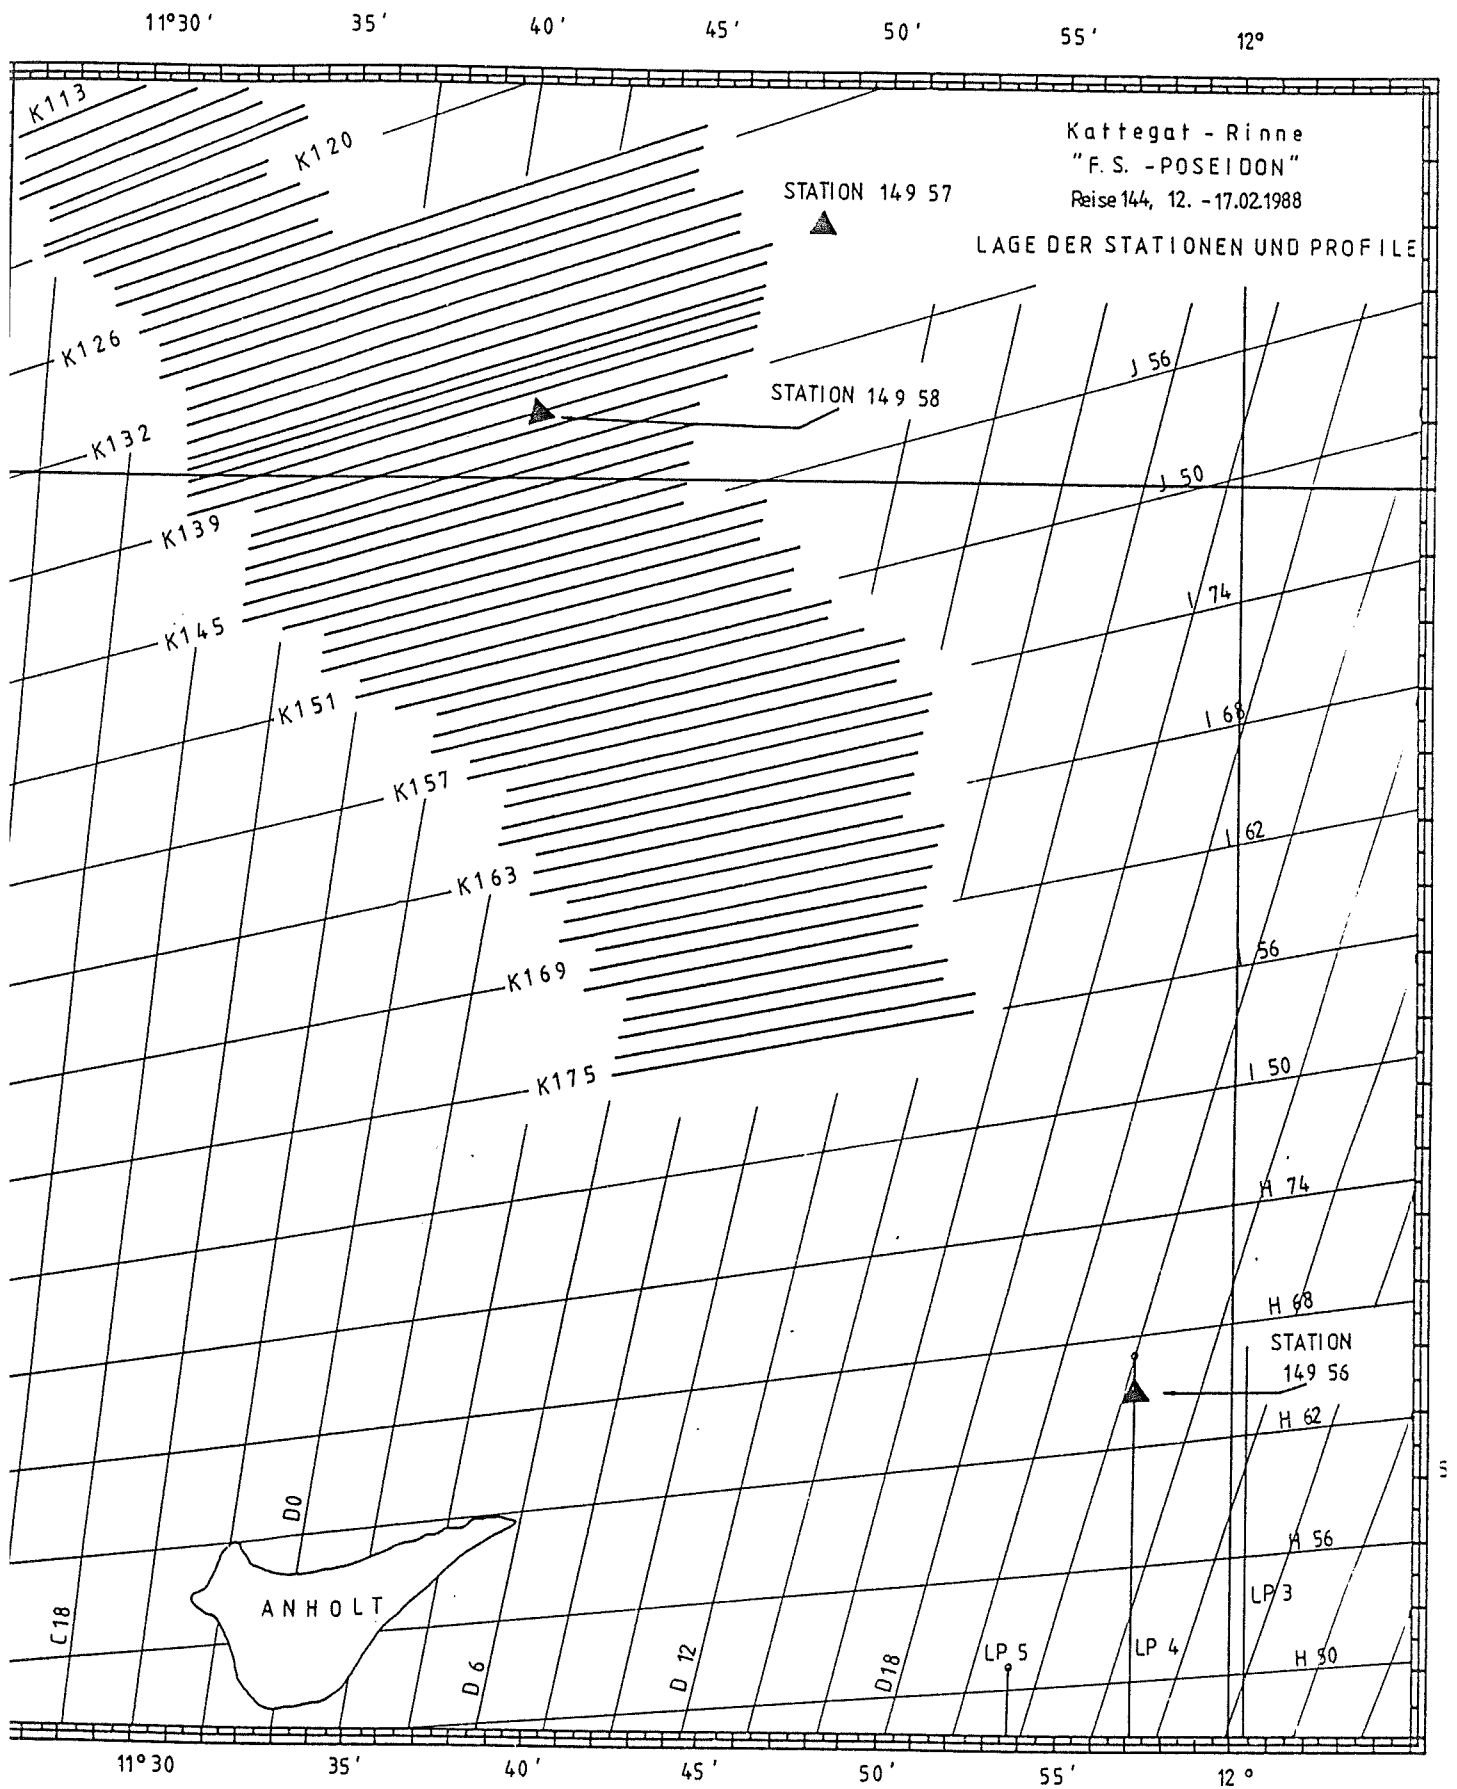 11°30' 35' 40' 45' 50' 55' 12°
K113
K120
Kattegat - Rinne
"F. S. - POSEIDON"
Reise 144, 12. - 17.02.1988
LAGE DER STATIONEN UND PROFILE
STATION 149 57
K126
J 56
STATION 149 58
K132
J 50
K139
I 74
K145
K151
I 68
K157
I 62
K163
56
K169
I 50
K175
H 74
H 68
STATION
149 56
H 62
D0
H 56
ANHOLT
LP 3
C18
D 6
D 12
D18
LP 5
LP 4
H 50
11°30 35' 40' 45' 50' 55' 12°